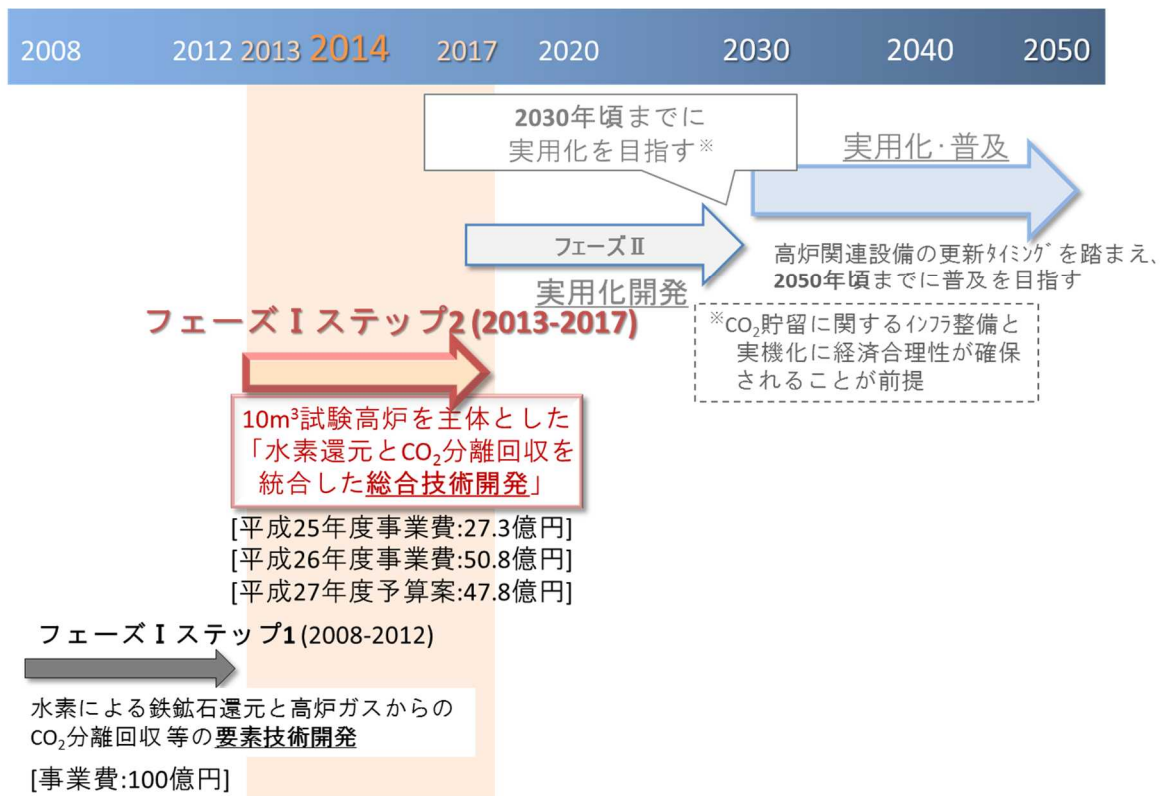 2008 2012 2013 2014 2017 2020 2030 2040 2050
2030年頃までに
実用化を目指す※
実用化・普及
フェーズⅡ
実用化開発
高炉関連設備の更新ﾀｲﾐﾝｸﾞを踏まえ、
2050年頃までに普及を目指す
※CO₂貯留に関するｲﾝﾌﾗ整備と
実機化に経済合理性が確保
されることが前提
フェーズⅠステップ2(2013-2017)
10m³試験高炉を主体とした
「水素還元とCO₂分離回収を
統合した総合技術開発」
[平成25年度事業費:27.3億円]
[平成26年度事業費:50.8億円]
[平成27年度予算案:47.8億円]
フェーズⅠステップ1(2008-2012)
水素による鉄鉱石還元と高炉ガスからの
CO₂分離回収等の要素技術開発
[事業費:100億円]